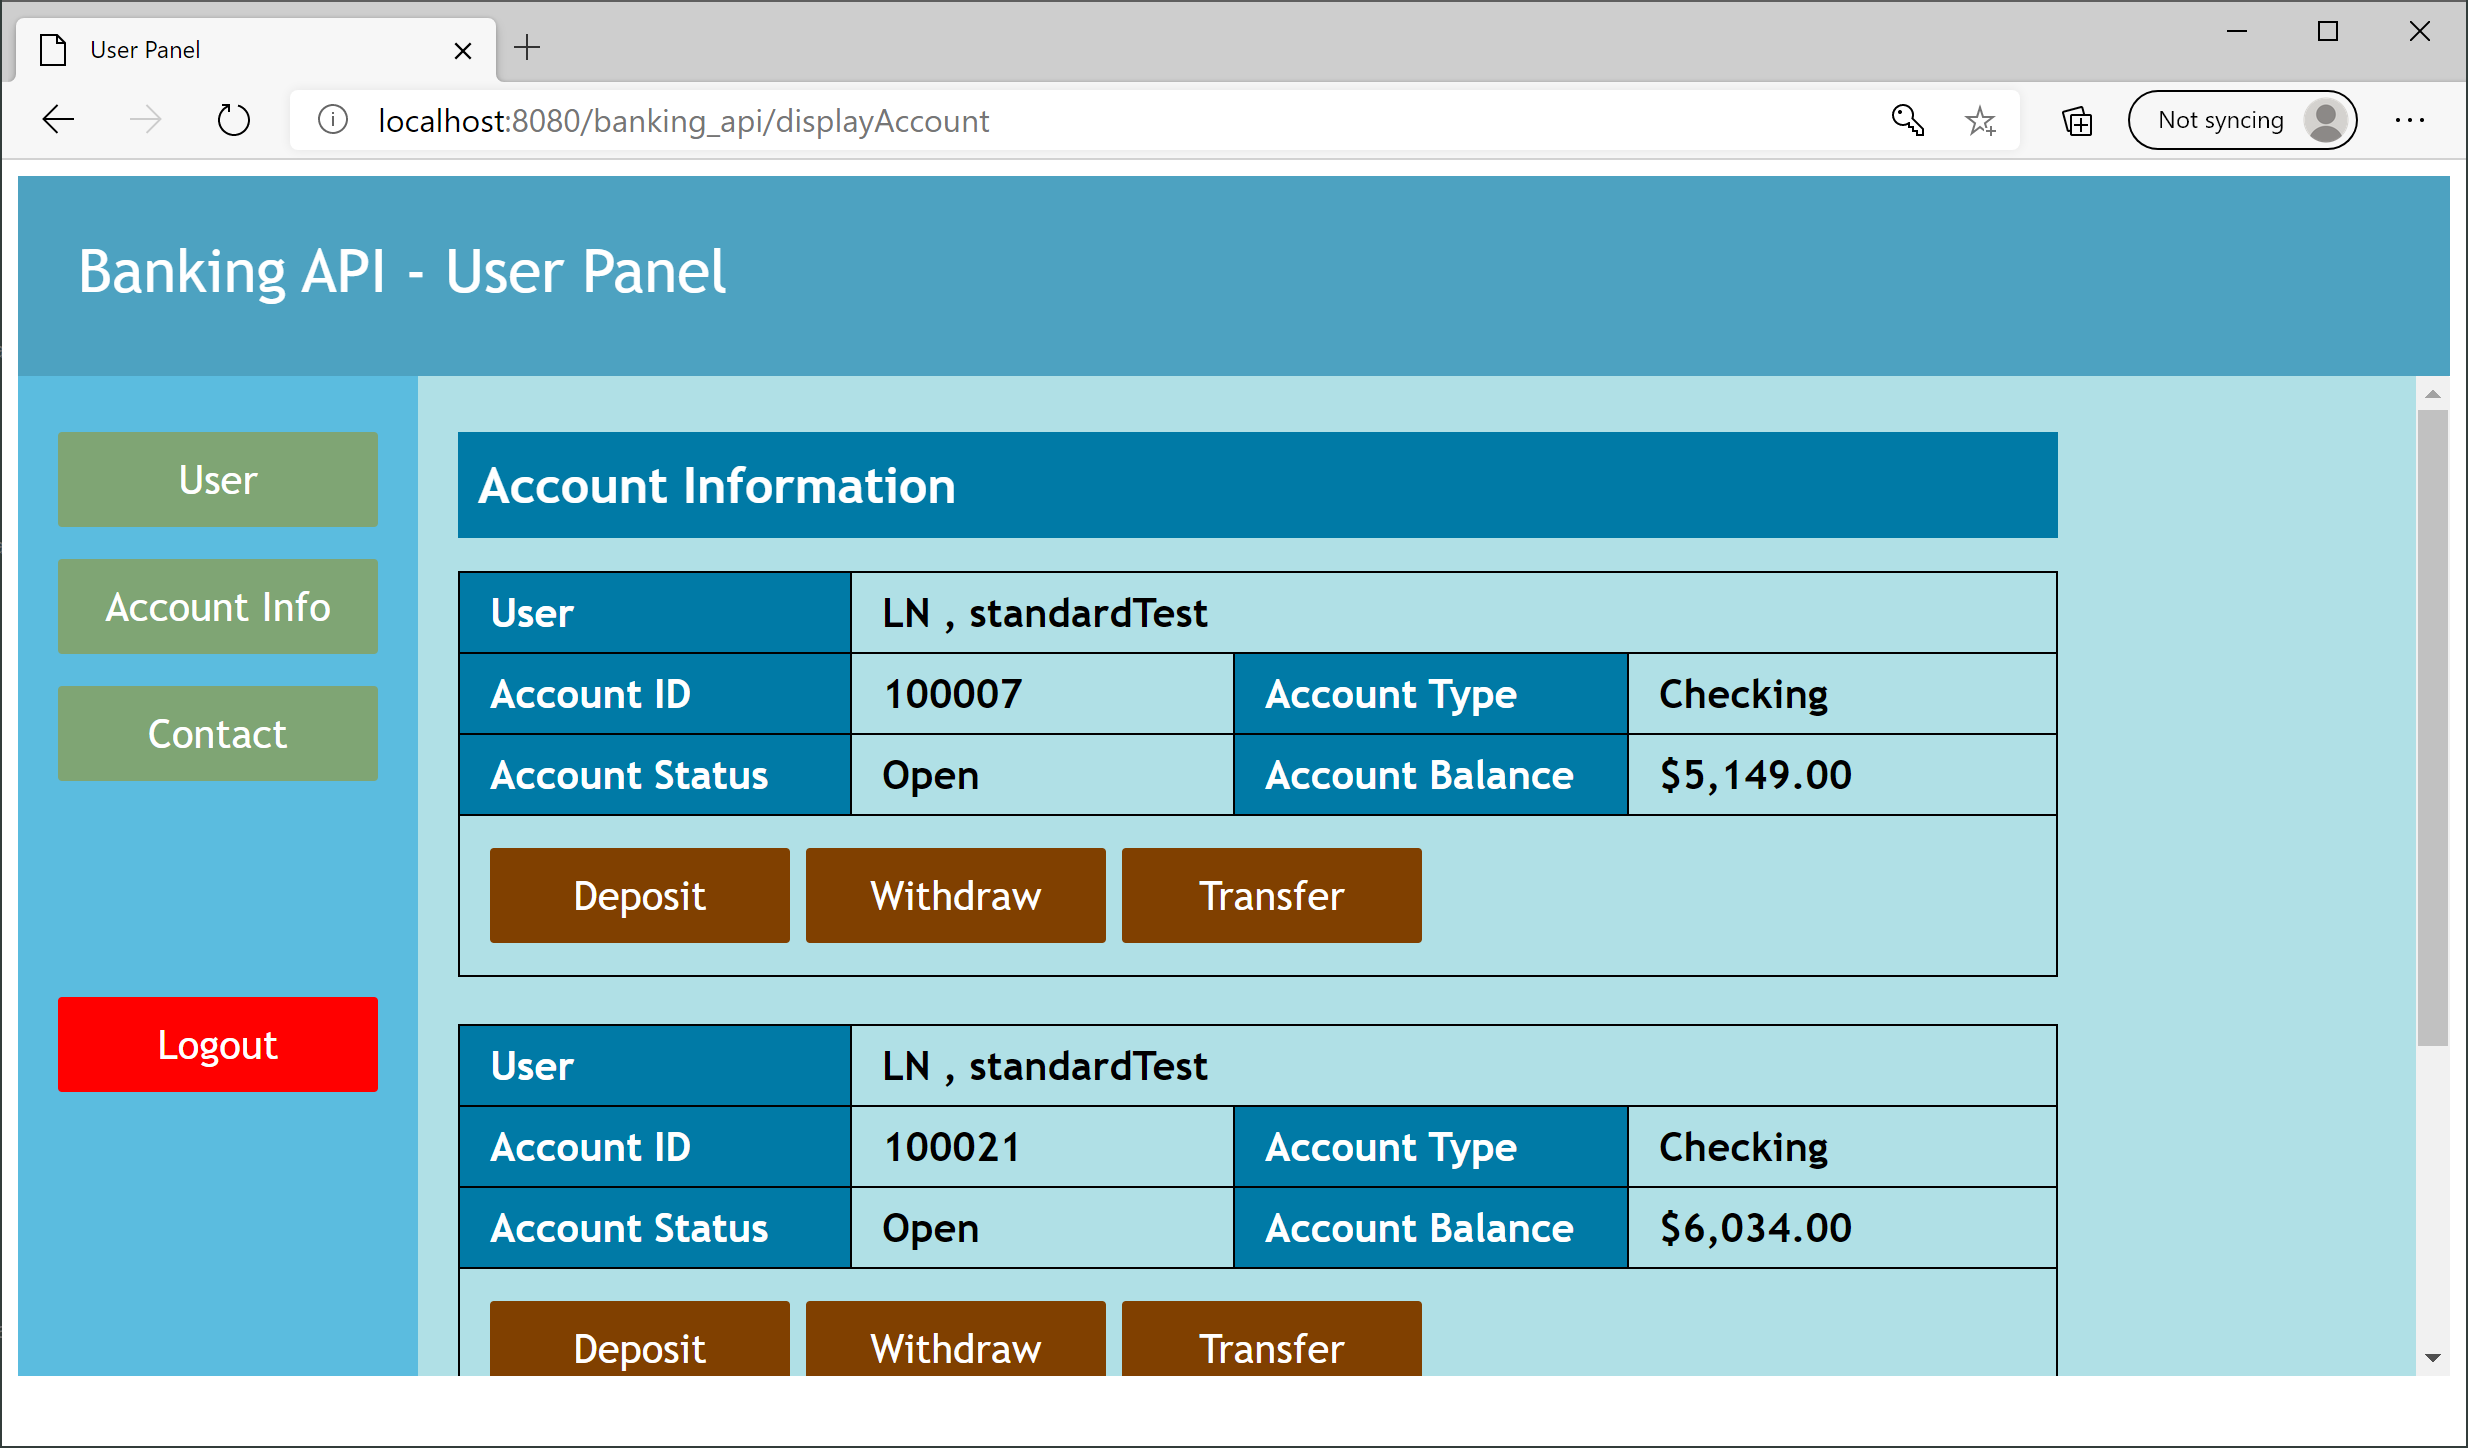 User Panel
localhost:8080/banking_api/displayAccount
Not syncing
Banking API - User Panel
User
Account Info
Contact
Logout
Account Information
User LN , standardTest
Account ID 100007 Account Type Checking
Account Status Open Account Balance $5,149.00
Deposit Withdraw Transfer
User LN , standardTest
Account ID 100021 Account Type Checking
Account Status Open Account Balance $6,034.00
Deposit Withdraw Transfer